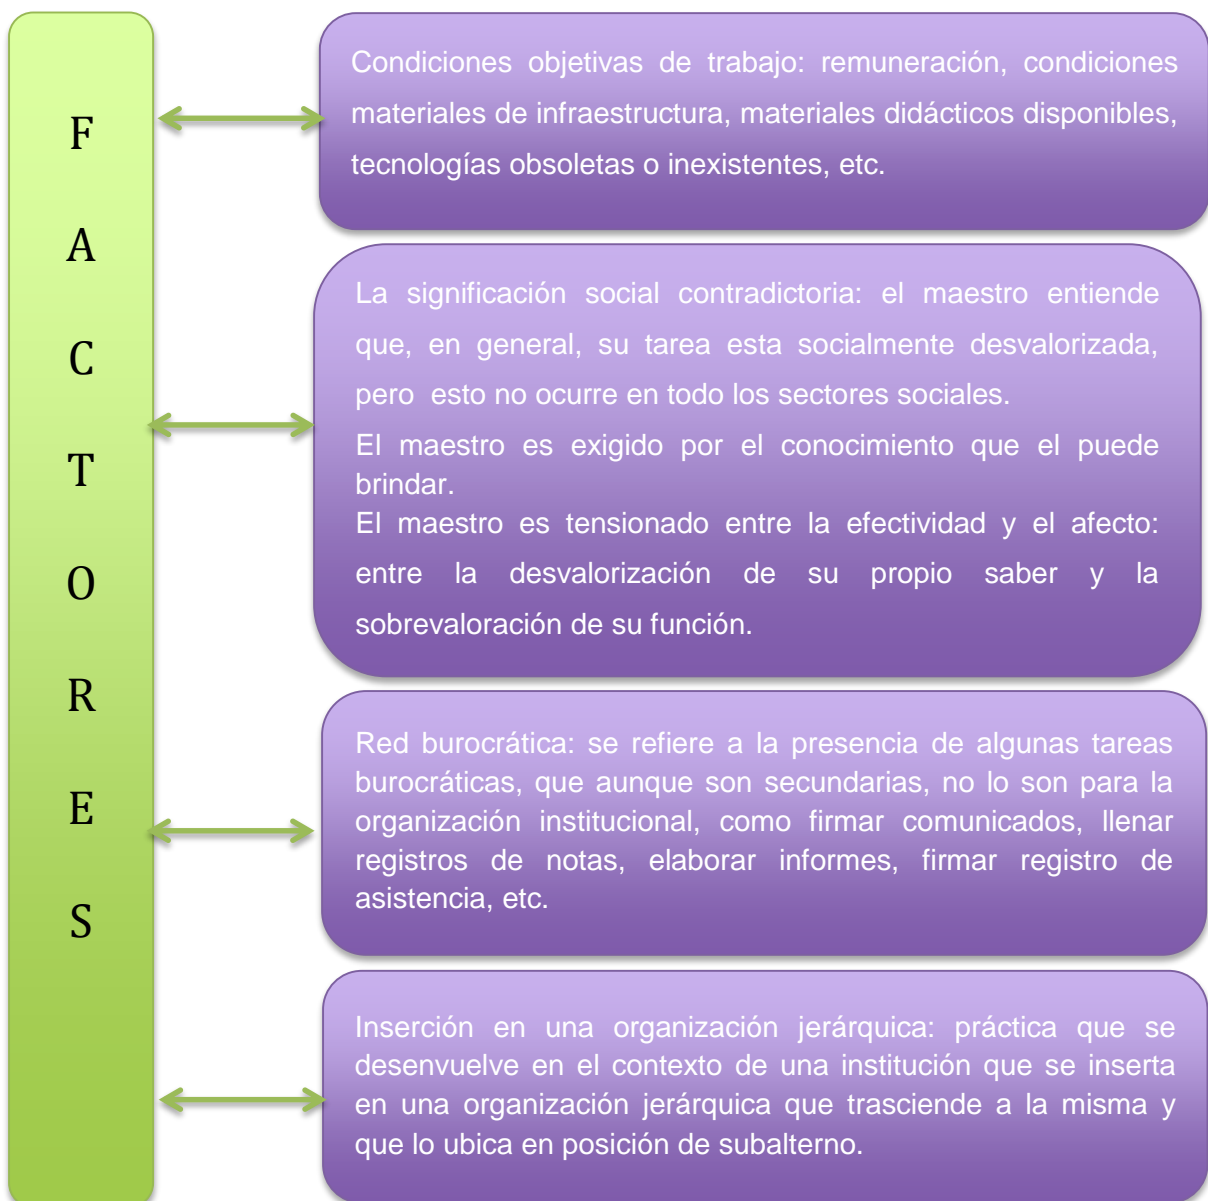 F
A
C
T
O
R
E
S
Condiciones objetivas de trabajo: remuneración, condiciones
materiales de infraestructura, materiales didácticos disponibles,
tecnologías obsoletas o inexistentes, etc.
La significación social contradictoria: el maestro entiende
que, en general, su tarea esta socialmente desvalorizada,
pero esto no ocurre en todo los sectores sociales.
El maestro es exigido por el conocimiento que el puede
brindar.
El maestro es tensionado entre la efectividad y el afecto:
entre la desvalorización de su propio saber y la
sobrevaloración de su función.
Red burocrática: se refiere a la presencia de algunas tareas
burocráticas, que aunque son secundarias, no lo son para la
organización institucional, como firmar comunicados, llenar
registros de notas, elaborar informes, firmar registro de
asistencia, etc.
Inserción en una organización jerárquica: práctica que se
desenvuelve en el contexto de una institución que se inserta
en una organización jerárquica que trasciende a la misma y
que lo ubica en posición de subalterno.